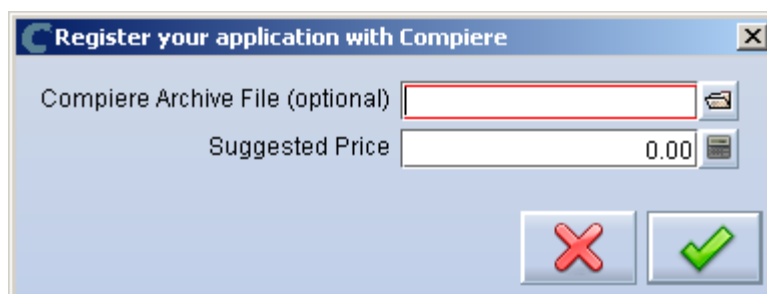 Register your application with Compiere
Compiere Archive File (optional)
Suggested Price 0.00